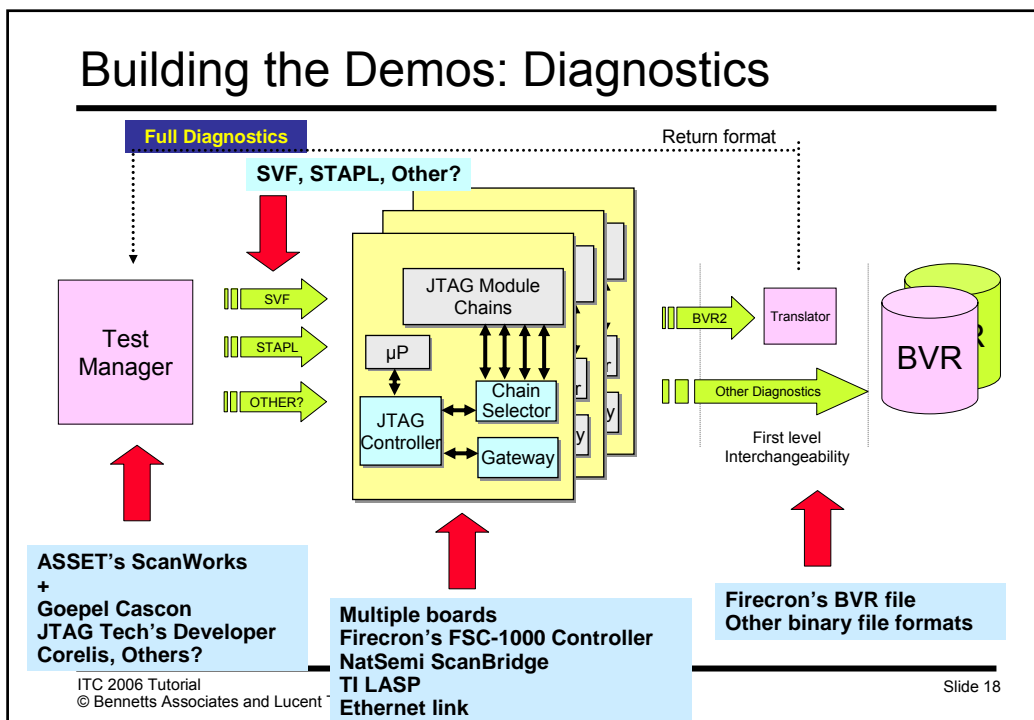 Building the Demos: Diagnostics
Full Diagnostics
Return format
SVF, STAPL, Other?
Test
Manager
SVF
STAPL
OTHER?
JTAG Module
Chains
µP
Chain
Selector
JTAG
Controller
Gateway
r
y
r
y
BVR2
Translator
Other Diagnostics
First level
Interchangeability
BVR
R
ASSET's ScanWorks
+
Goepel Cascon
JTAG Tech's Developer
Corelis, Others?
Multiple boards
Firecron's FSC-1000 Controller
NatSemi ScanBridge
TI LASP
Ethernet link
Firecron's BVR file
Other binary file formats
ITC 2006 Tutorial
© Bennetts Associates and Lucent
Slide 18